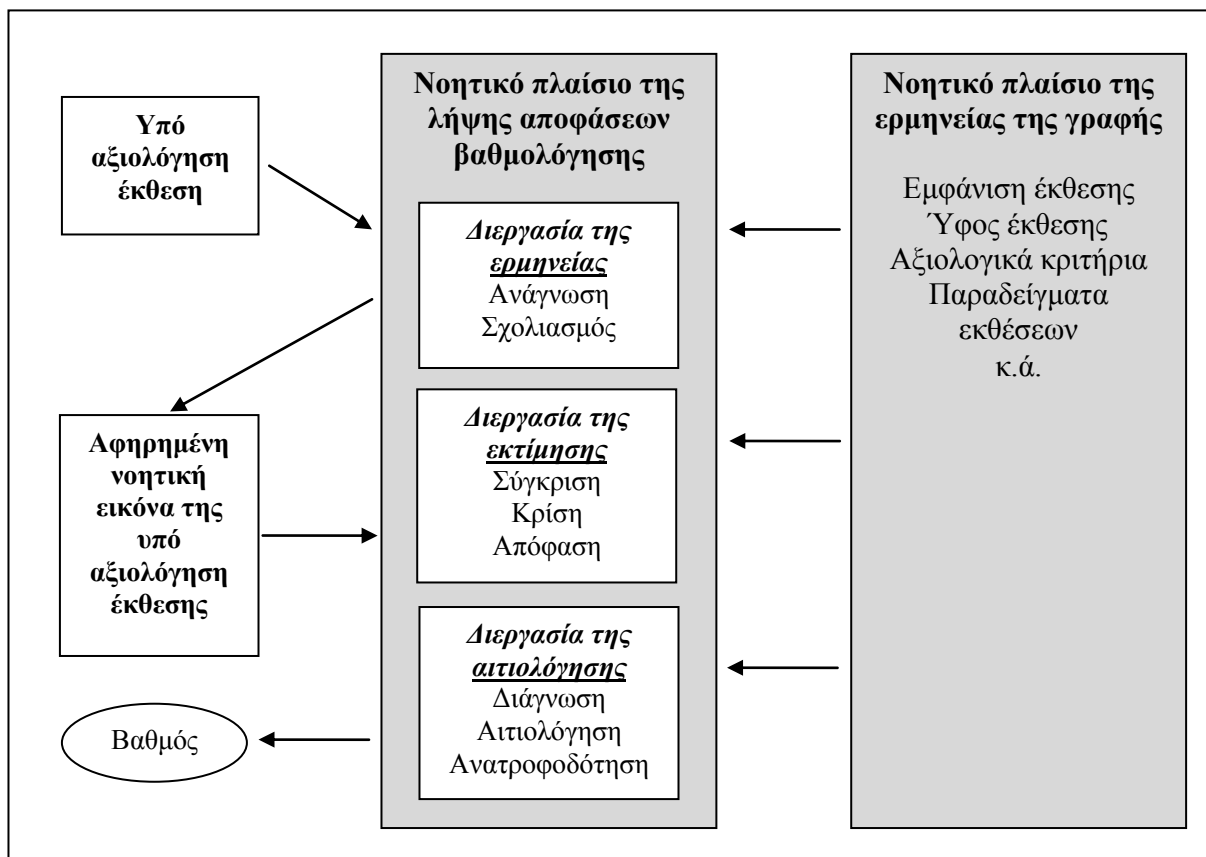 Υπό
αξιολόγηση
έκθεση
Αφηρημένη
νοητική
εικόνα της
υπό
αξιολόγηση
έκθεσης
Βαθμός
Νοητικό πλαίσιο της
λήψης αποφάσεων
βαθμολόγησης
Διεργασία της
ερμηνείας
Ανάγνωση
Σχολιασμός
Διεργασία της
εκτίμησης
Σύγκριση
Κρίση
Απόφαση
Διεργασία της
αιτιολόγησης
Διάγνωση
Αιτιολόγηση
Ανατροφοδότηση
Νοητικό πλαίσιο της
ερμηνείας της γραφής
Εμφάνιση έκθεσης
Ύφος έκθεσης
Αξιολογικά κριτήρια
Παραδείγματα
εκθέσεων
κ.ά.